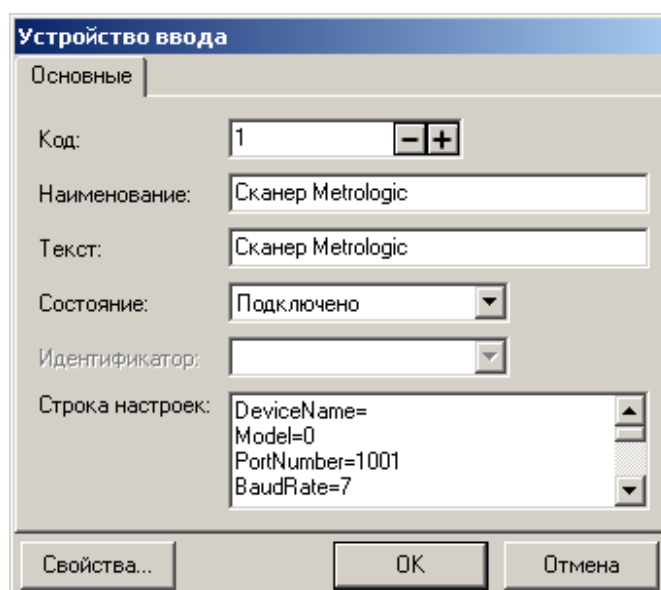 Устройство ввода
Основные
Код: 1
Наименование: Сканер Metrologic
Текст: Сканер Metrologic
Состояние: Подключено
Идентификатор:
Строка настроек: DeviceName=
Model=0
PortNumber=1001
BaudRate=7
Свойства... OK Отмена